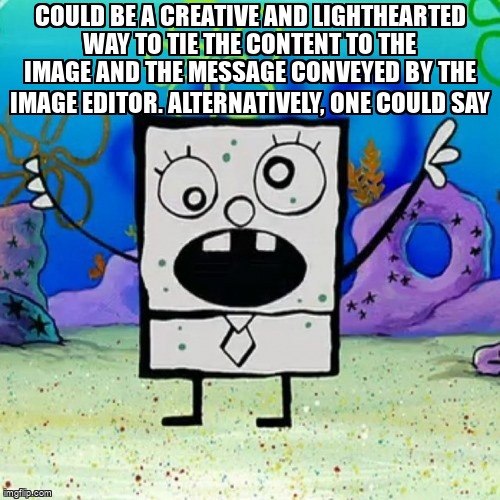 COULD BE A CREATIVE AND LIGHTHEARTED
WAY TO TIE THE CONTENT TO THE
IMAGE AND THE MESSAGE CONVEYED BY THE
IMAGE EDITOR. ALTERNATIVELY, ONE COULD SAY
imgflip.com